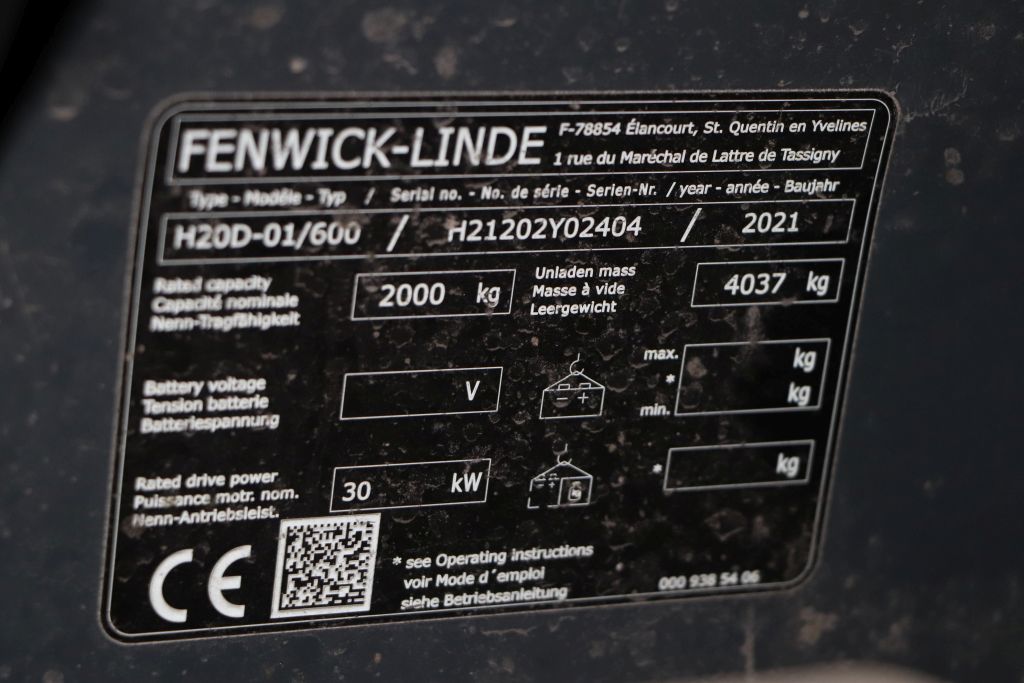 FENWICK-LINDE
F-78854 Élancourt, St. Quentin en Yvelines
1 rue du Maréchal de Lattre de Tassigny
Type - Modèle - Typ / Serial no. - No. de série - Serien-Nr. / year - année - Baujahr
H20D-01/600 / H21202Y02404 / 2021
Rated capacity
Capacité nominale
Nenn-Tragfähigkeit
2000 kg
Unladen mass
Masse à vide
Leergewicht
4037 kg
Battery voltage
Tension batterie
Batteriespannung
V
- +
max. kg
*
min. kg
Rated drive power
Puissance motr. nom.
Nenn-Antriebsleist.
30 kW
- +
kg
* kg
CE
* see Operating instructions
voir Mode d´emploi
siehe Betriebsanleitung
000 938 54 06